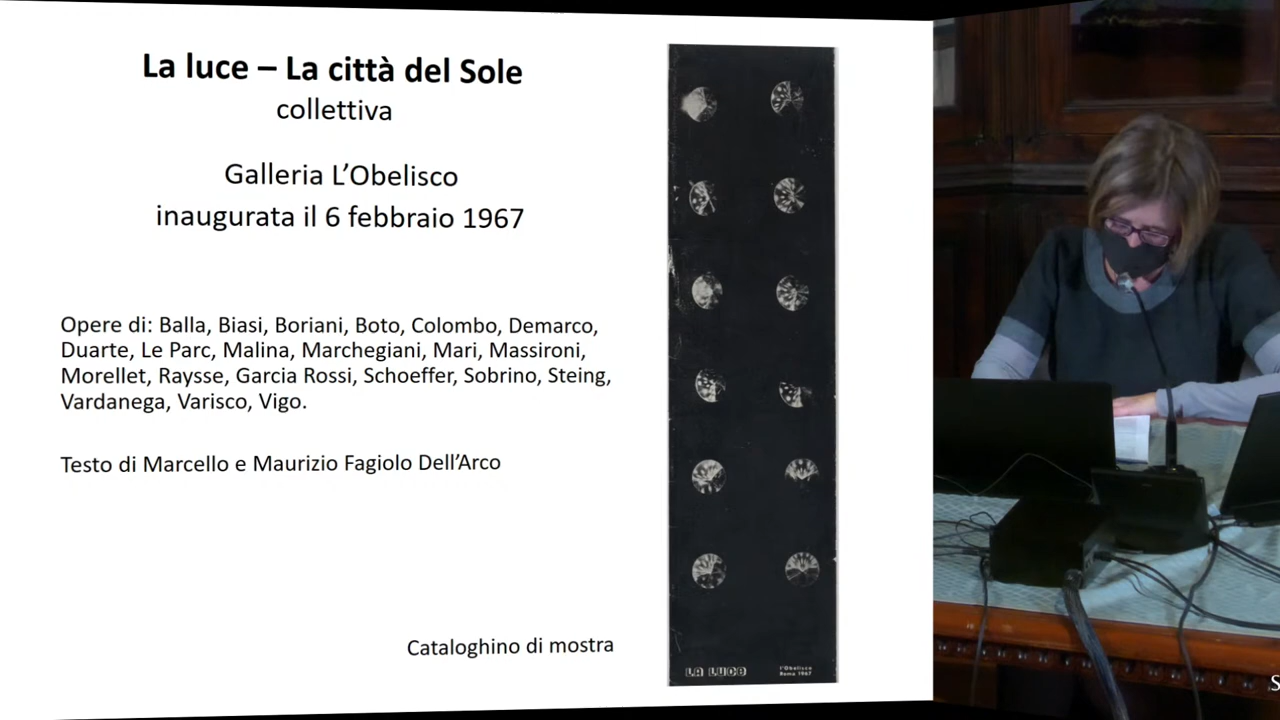 La luce – La città del Sole
collettiva
Galleria L'Obelisco
inaugurata il 6 febbraio 1967
Opere di: Balla, Biasi, Boriani, Boto, Colombo, Demarco,
Duarte, Le Parc, Malina, Marchegiani, Mari, Massironi,
Morellet, Raysse, Garcia Rossi, Schoeffer, Sobrino, Steing,
Vardanega, Varisco, Vigo.
Testo di Marcello e Maurizio Fagiolo Dell'Arco
Cataloghino di mostra
LA LUCE
l'Obelisco
Roma 1967
S